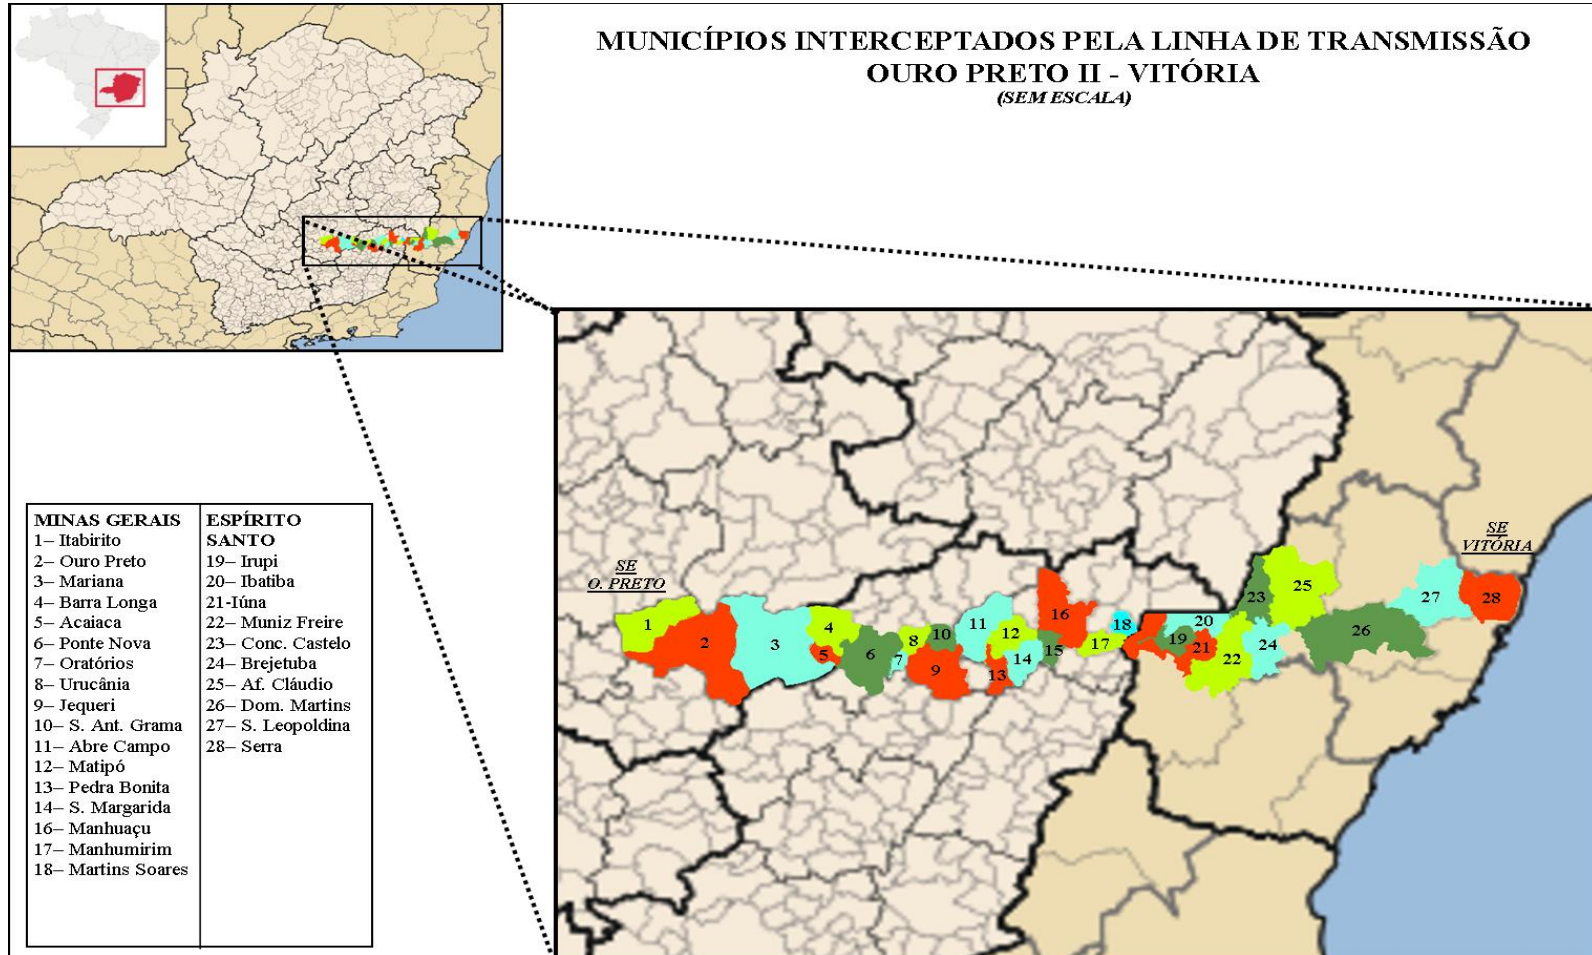 MUNICÍPIOS INTERCEPTADOS PELA LINHA DE TRANSMISSÃO
OURO PRETO II - VITÓRIA
(SEM ESCALA)
MINAS GERAIS
1– Itabirito
2– Ouro Preto
3– Mariana
4– Barra Longa
5– Acaiaca
6– Ponte Nova
7– Oratórios
8– Urucânia
9– Jequeri
10– S. Ant. Grama
11– Abre Campo
12– Matipó
13– Pedra Bonita
14– S. Margarida
16– Manhuaçu
17– Manhumirim
18– Martins Soares
ESPÍRITO
SANTO
19– Irupi
20– Ibatiba
21-Iúna
22– Muniz Freire
23– Conc. Castelo
24– Brejetuba
25– Af. Cláudio
26– Dom. Martins
27– S. Leopoldina
28– Serra
SE
O. PRETO
SE
VITÓRIA
1
2
3
4
5
6
7
8
9
10
11
12
13
14
15
16
17
18
19
20
21
22
23
24
25
26
27
28